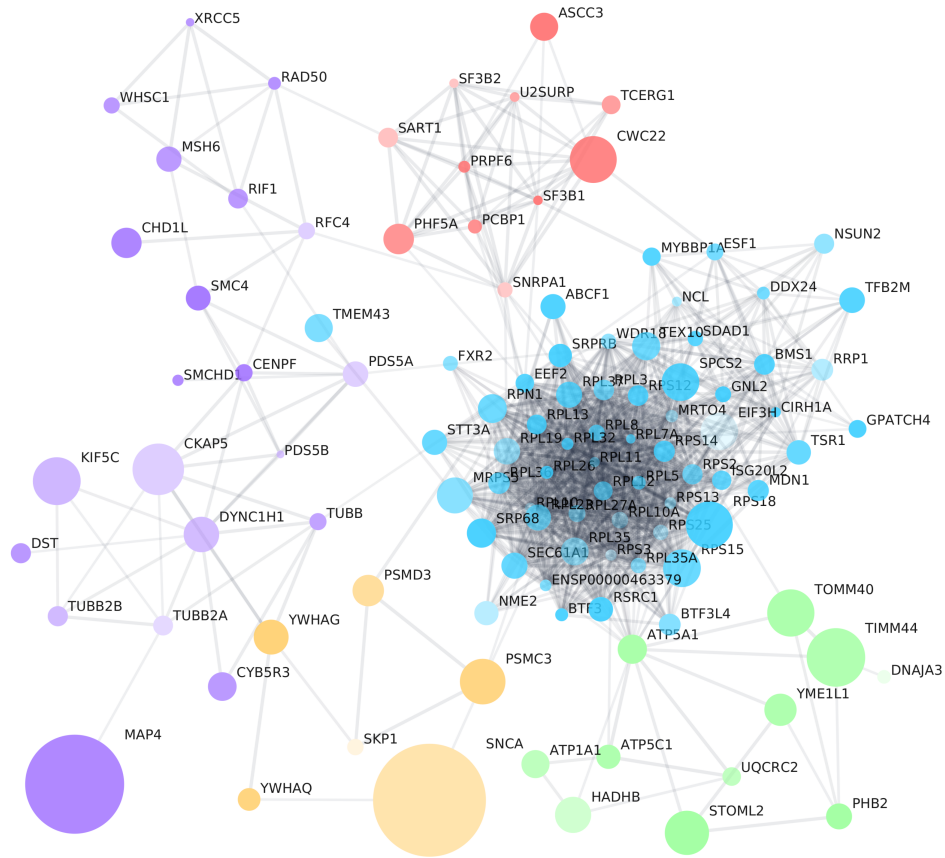 XRCC5
ASCC3
RAD50
SF3B2
WHSC1
U2SURP
TCERG1
SART1
CWC22
MSH6
PRPF6
RIF1
SF3B1
CHD1L
RFC4
PHF5A
PCBP1
NSUN2
MYBBP1A
ESF1
SMC4
SNRPA1
DDX24
TFB2M
ABCF1
NCL
TMEM43
WDR18
TEX10
SDAD1
SRPRB
CENPF
PDS5A
FXR2
BMS1
RRP1
SMCHD1
EEF2
RPL37
RPL3
SPCS2
RPS12
GNL2
RPN1
RPL13
MRTO4
EIF3H
CIRH1A
GPATCH4
RPL8
STT3A
RPL19
RPL32
RPL7A
RPS14
CKAP5
PDS5B
KIF5C
TSR1
RPL11
MRPS5
RPL3
RPL26
RPL5
RPS2
ISG20L2
MDN1
RPL12
RPS13
RPS18
DYNC1H1
TUBB
RPL27A
RPL10A
SRP68
RPS25
DST
RPL35
RPS15
SEC61A1
RPS3
RPL35A
PSMD3
ENSP00000463379
TUBB2B
NME2
RSRC1
TOMM40
TUBB2A
YWHAG
BTF3
BTF3L4
ATP5A1
TIMM44
CYB5R3
PSMC3
DNAJA3
YME1L1
MAP4
SKP1
SNCA
ATP1A1
ATP5C1
UQCRC2
YWHAQ
HADHB
STOML2
PHB2